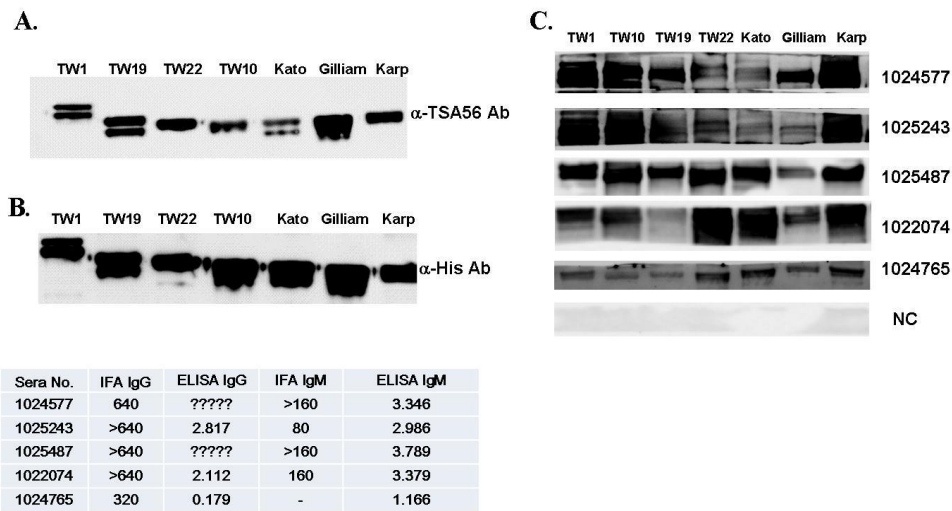 A.
TW1 TW19 TW22 TW10 Kato Gilliam Karp
α-TSA56 Ab
B.
TW1 TW19 TW22 TW10 Kato Gilliam Karp
α-His Ab
Sera No. IFA IgG ELISA IgG IFA IgM ELISA IgM
1024577 640 ????? >160 3.346
1025243 >640 2.817 80 2.986
1025487 >640 ????? >160 3.789
1022074 >640 2.112 160 3.379
1024765 320 0.179 - 1.166
C.
TW1 TW10 TW19 TW22 Kato Gilliam Karp
1024577
1025243
1025487
1022074
1024765
NC